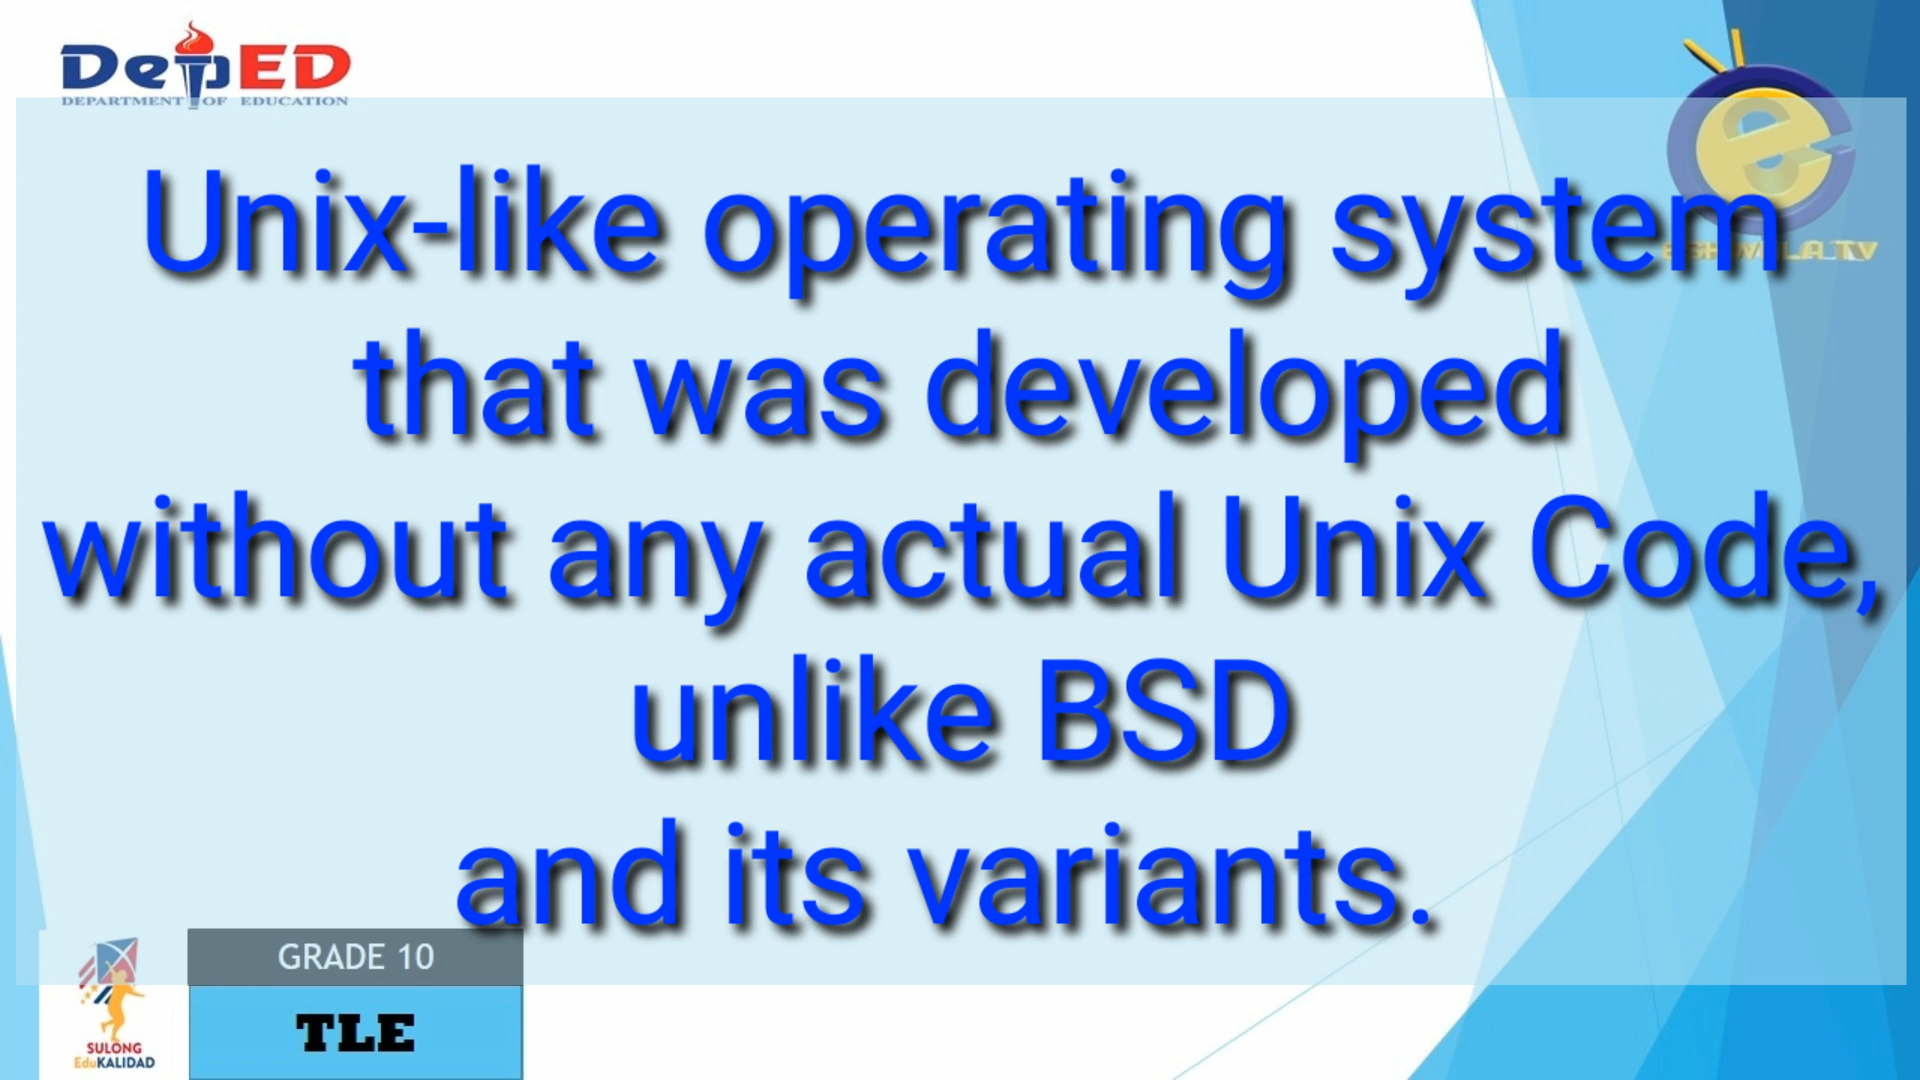 DepED
DEPARTMENT OF EDUCATION
Unix-like operating system
that was developed
without any actual Unix Code,
unlike BSD
and its variants.
GRADE 10
TLE
SULONG
EduKALIDAD